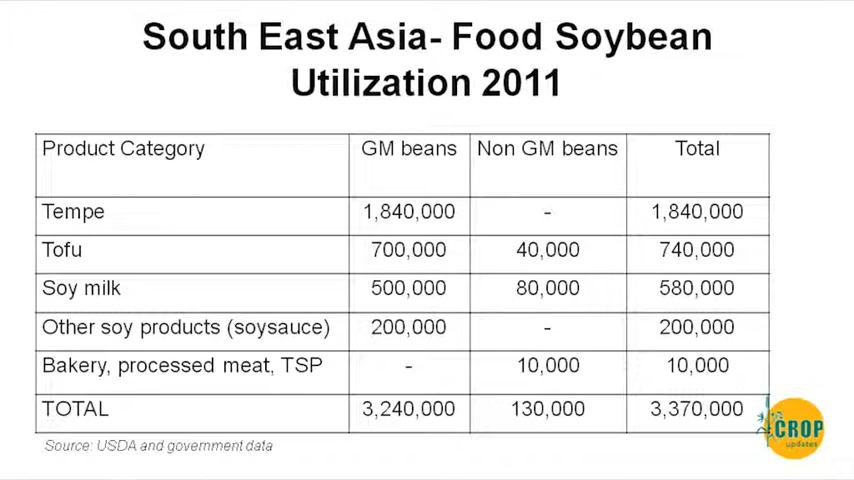 South East Asia- Food Soybean
Utilization 2011
Product Category GM beans Non GM beans Total
Tempe 1,840,000 - 1,840,000
Tofu 700,000 40,000 740,000
Soy milk 500,000 80,000 580,000
Other soy products (soysauce) 200,000 - 200,000
Bakery, processed meat, TSP - 10,000 10,000
TOTAL 3,240,000 130,000 3,370,000
Source: USDA and government data
CROP
updates